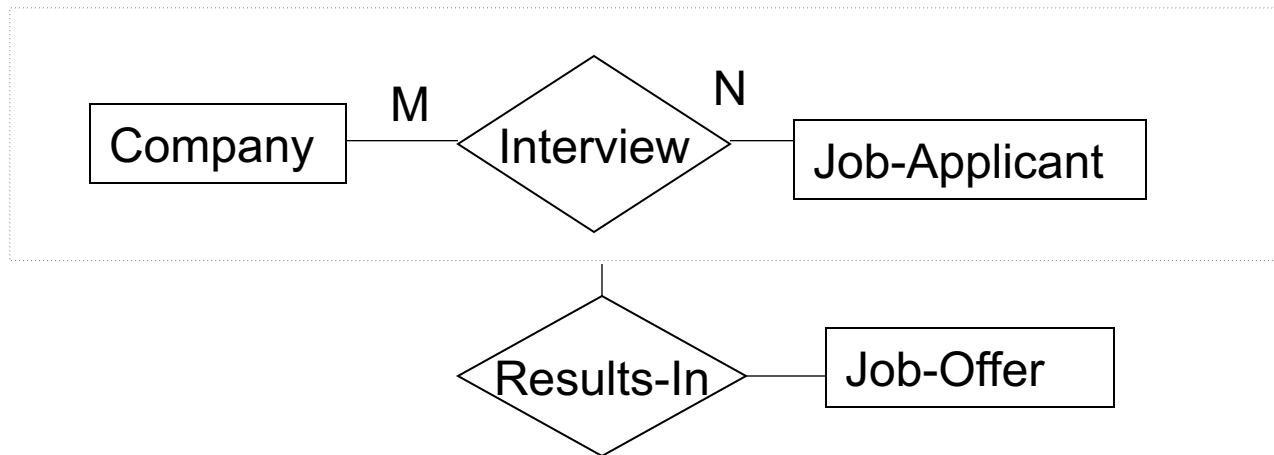 M
N
Company
Interview
Job-Applicant
Results-In
Job-Offer